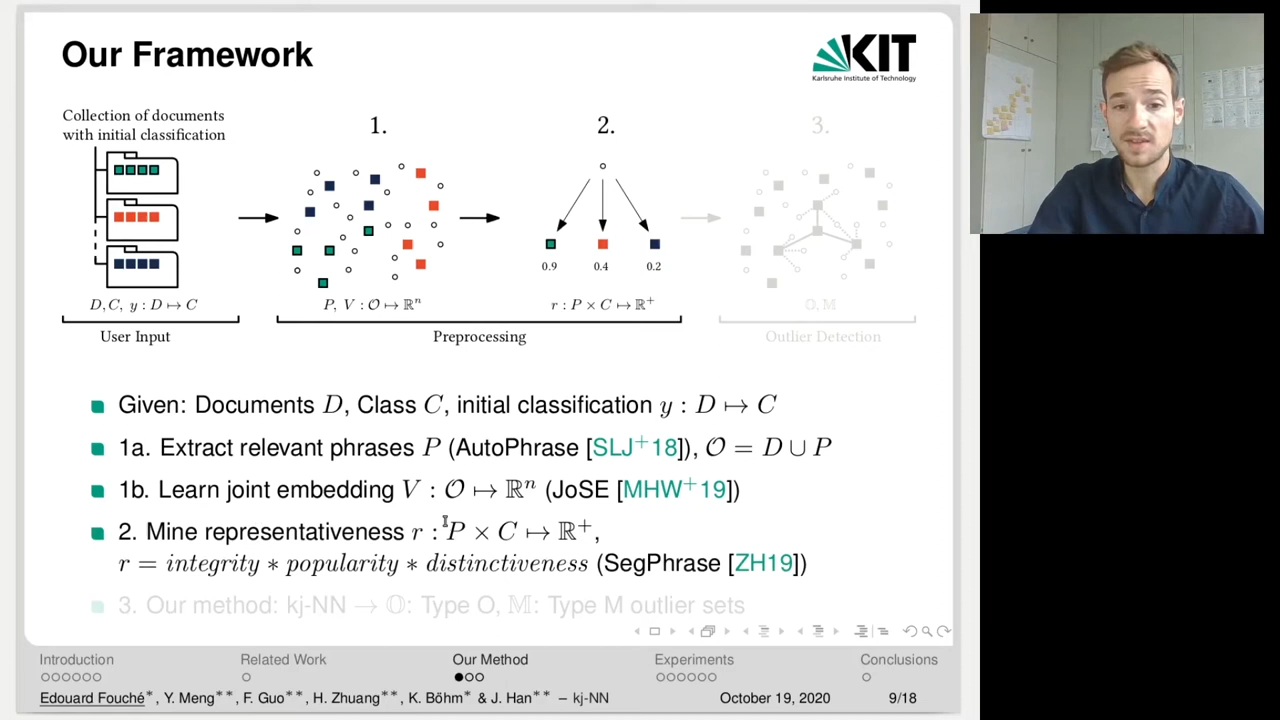 Our Framework
KIT
Karlsruhe Institute of Technology
Collection of documents
with initial classification
1.
2.
3.
0.9
0.4
0.2
D, C, y : D ↦ C
P, V : 𝒪 ↦ ℝⁿ
r : P × C ↦ ℝ⁺
𝕆, 𝕄
User Input
Preprocessing
Outlier Detection
Given: Documents D, Class C, initial classification y : D ↦ C
1a. Extract relevant phrases P (AutoPhrase [SLJ⁺18]), 𝒪 = D ∪ P
1b. Learn joint embedding V : 𝒪 ↦ ℝⁿ (JoSE [MHW⁺19])
2. Mine representativeness r : P × C ↦ ℝ⁺,
r = integrity ∗ popularity ∗ distinctiveness (SegPhrase [ZH19])
3. Our method: kj-NN → 𝕆: Type O, 𝕄: Type M outlier sets
Introduction
Related Work
Our Method
Experiments
Conclusions
Edouard Fouché*, Y. Meng**, F. Guo**, H. Zhuang**, K. Böhm* & J. Han** – kj-NN
October 19, 2020
9/18